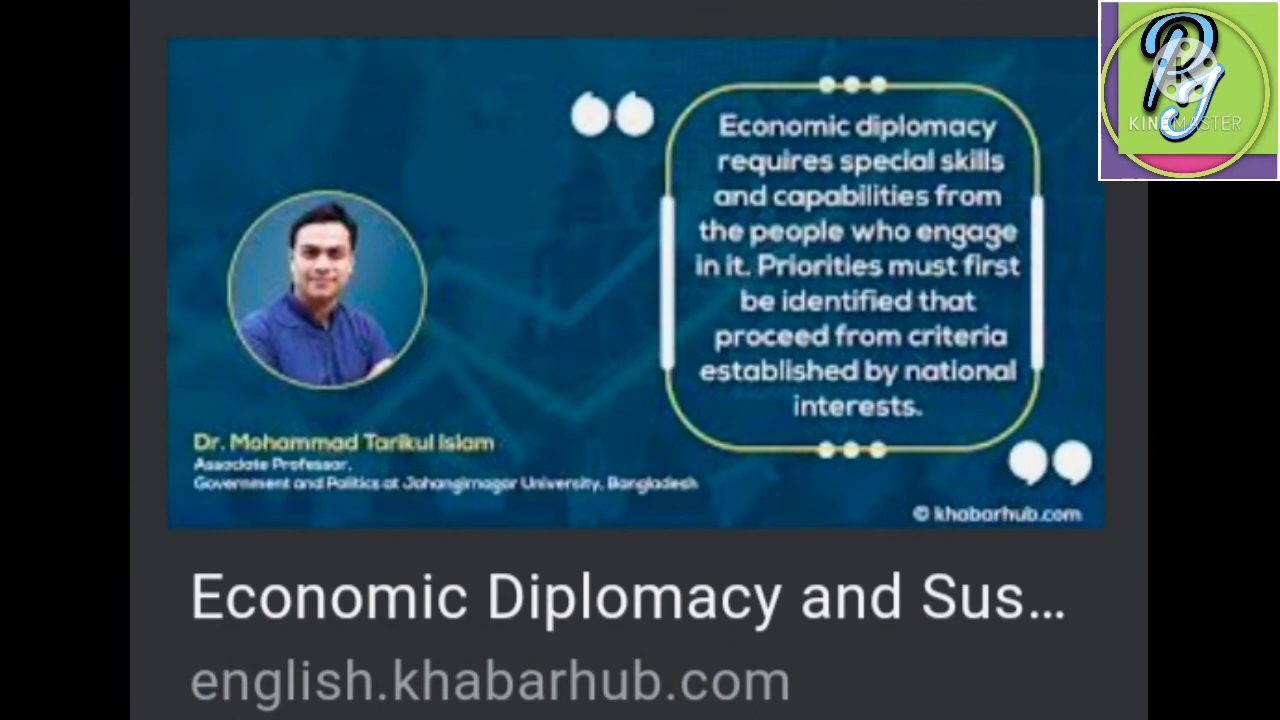 Economic diplomacy
requires special skills
and capabilities from
the people who engage
in it. Priorities must first
be identified that
proceed from criteria
established by national
interests.
Dr. Mohammad Tarikul Islam
Associate Professor,
Government and Politics at Jahangirnagar University, Bangladesh
© khabarhub.com
Economic Diplomacy and Sus...
english.khabarhub.com
KINEMASTER